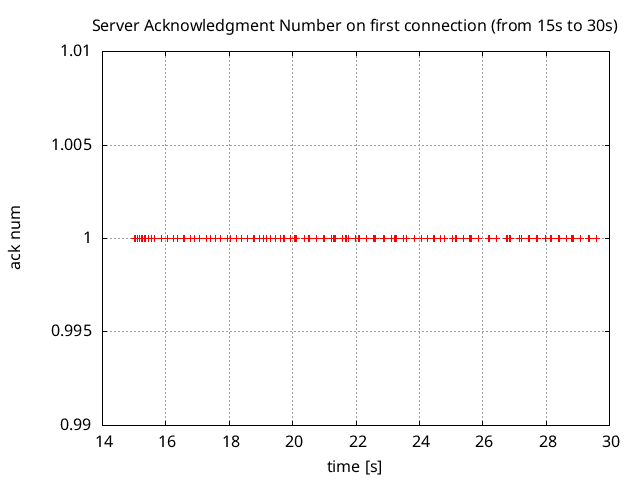 Server Acknowledgment Number on first connection (from 15s to 30s)
1.01
1.005
1
0.995
0.99
ack num
14 16 18 20 22 24 26 28 30
time [s]